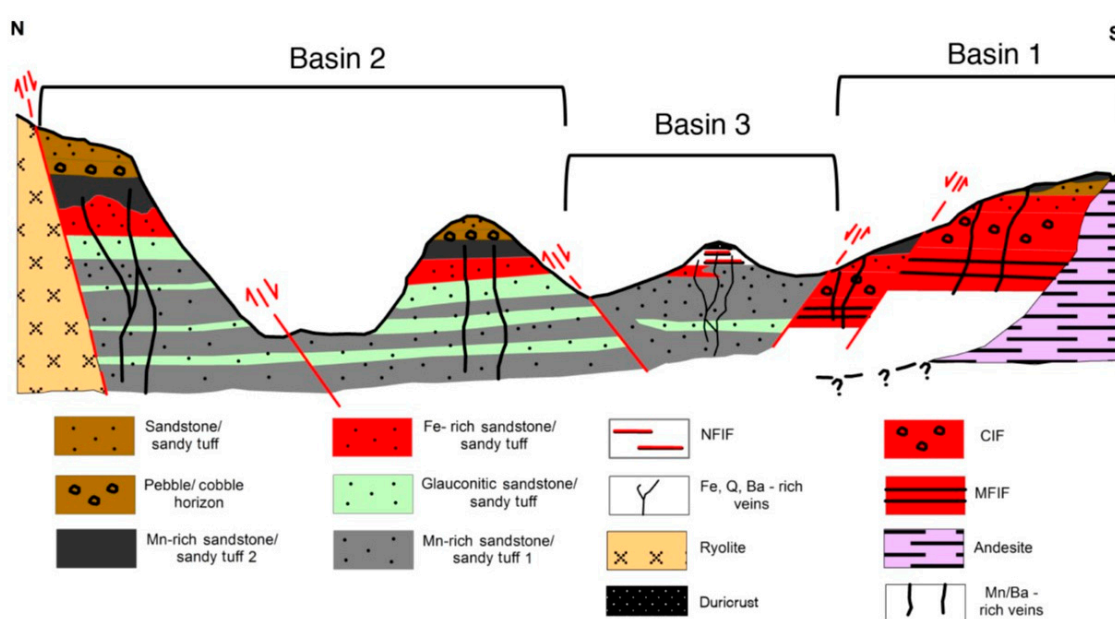 N
S
Basin 2
Basin 1
Basin 3
? ? ?
Sandstone/
sandy tuff
Pebble/ cobble
horizon
Mn-rich sandstone/
sandy tuff 2
Fe- rich sandstone/
sandy tuff
Glauconitic sandstone/
sandy tuff
Mn-rich sandstone/
sandy tuff 1
NFIF
Fe, Q, Ba - rich
veins
Ryolite
Duriorust
CIF
MFIF
Andesite
Mn/Ba -
rich veins